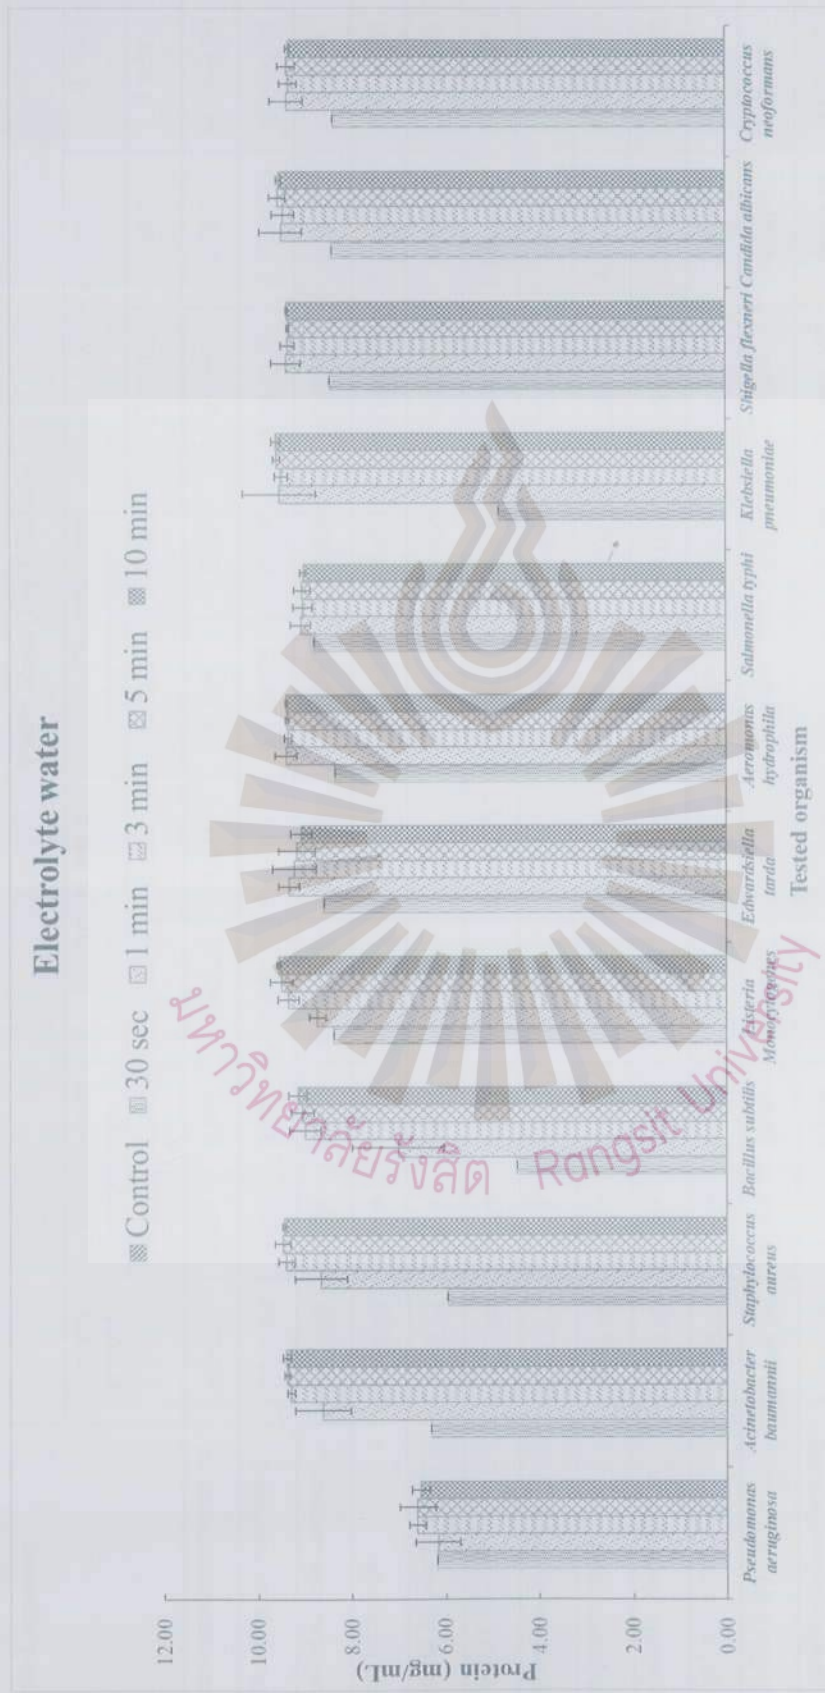 Electrolyte water
Control 30 sec 1 min 3 min 5 min 10 min
Protein (mg/mL)
12.00
10.00
8.00
6.00
4.00
2.00
0.00
Pseudomonas
aeruginosa
Acinetobacter
baumannii
Staphylococcus
aureus
Bacillus subtilis
Listeria
Monocytogenes
Edwardsiella
tarda
Aeromonas
hydrophila
Salmonella typhi
Klebsiella
pneumoniae
Shigella flexneri
Candida albicans
Cryptococcus
neoformans
Tested organism
มหาวิทยาลัยรังสิต Rangsit University